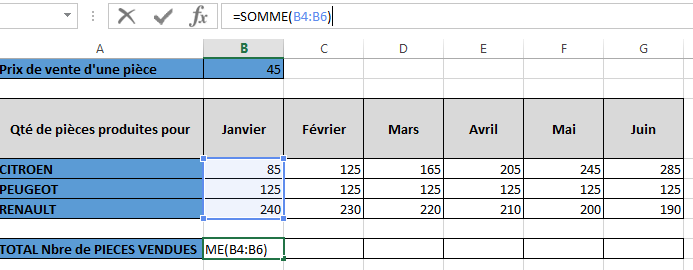 fx =SOMME(B4:B6)
A B C D E F G
Prix de vente d'une pièce 45
Qté de pièces produites pour Janvier Février Mars Avril Mai Juin
CITROEN 85 125 165 205 245 285
PEUGEOT 125 125 125 125 125 125
RENAULT 240 230 220 210 200 190
TOTAL Nbre de PIECES VENDUES ME(B4:B6)